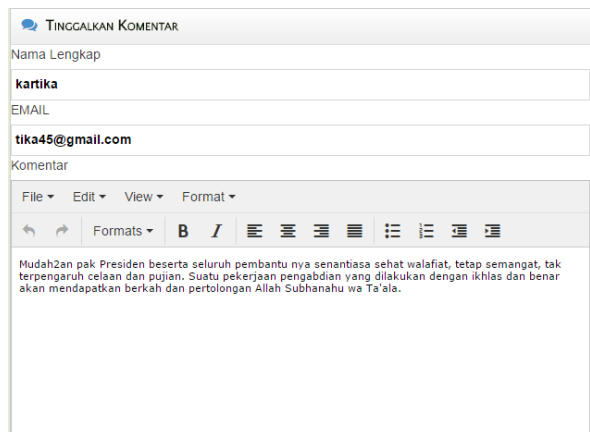 TINGGALKAN KOMENTAR
Nama Lengkap
kartika
EMAIL
tika45@gmail.com
Komentar
File Edit View Format
Formats B I
Mudah2an pak Presiden beserta seluruh pembantu nya senantiasa sehat walafiat, tetap semangat, tak
terpengaruh celaan dan pujian. Suatu pekerjaan pengabdian yang dilakukan dengan ikhlas dan benar
akan mendapatkan berkah dan pertolongan Allah Subhanahu wa Ta'ala.